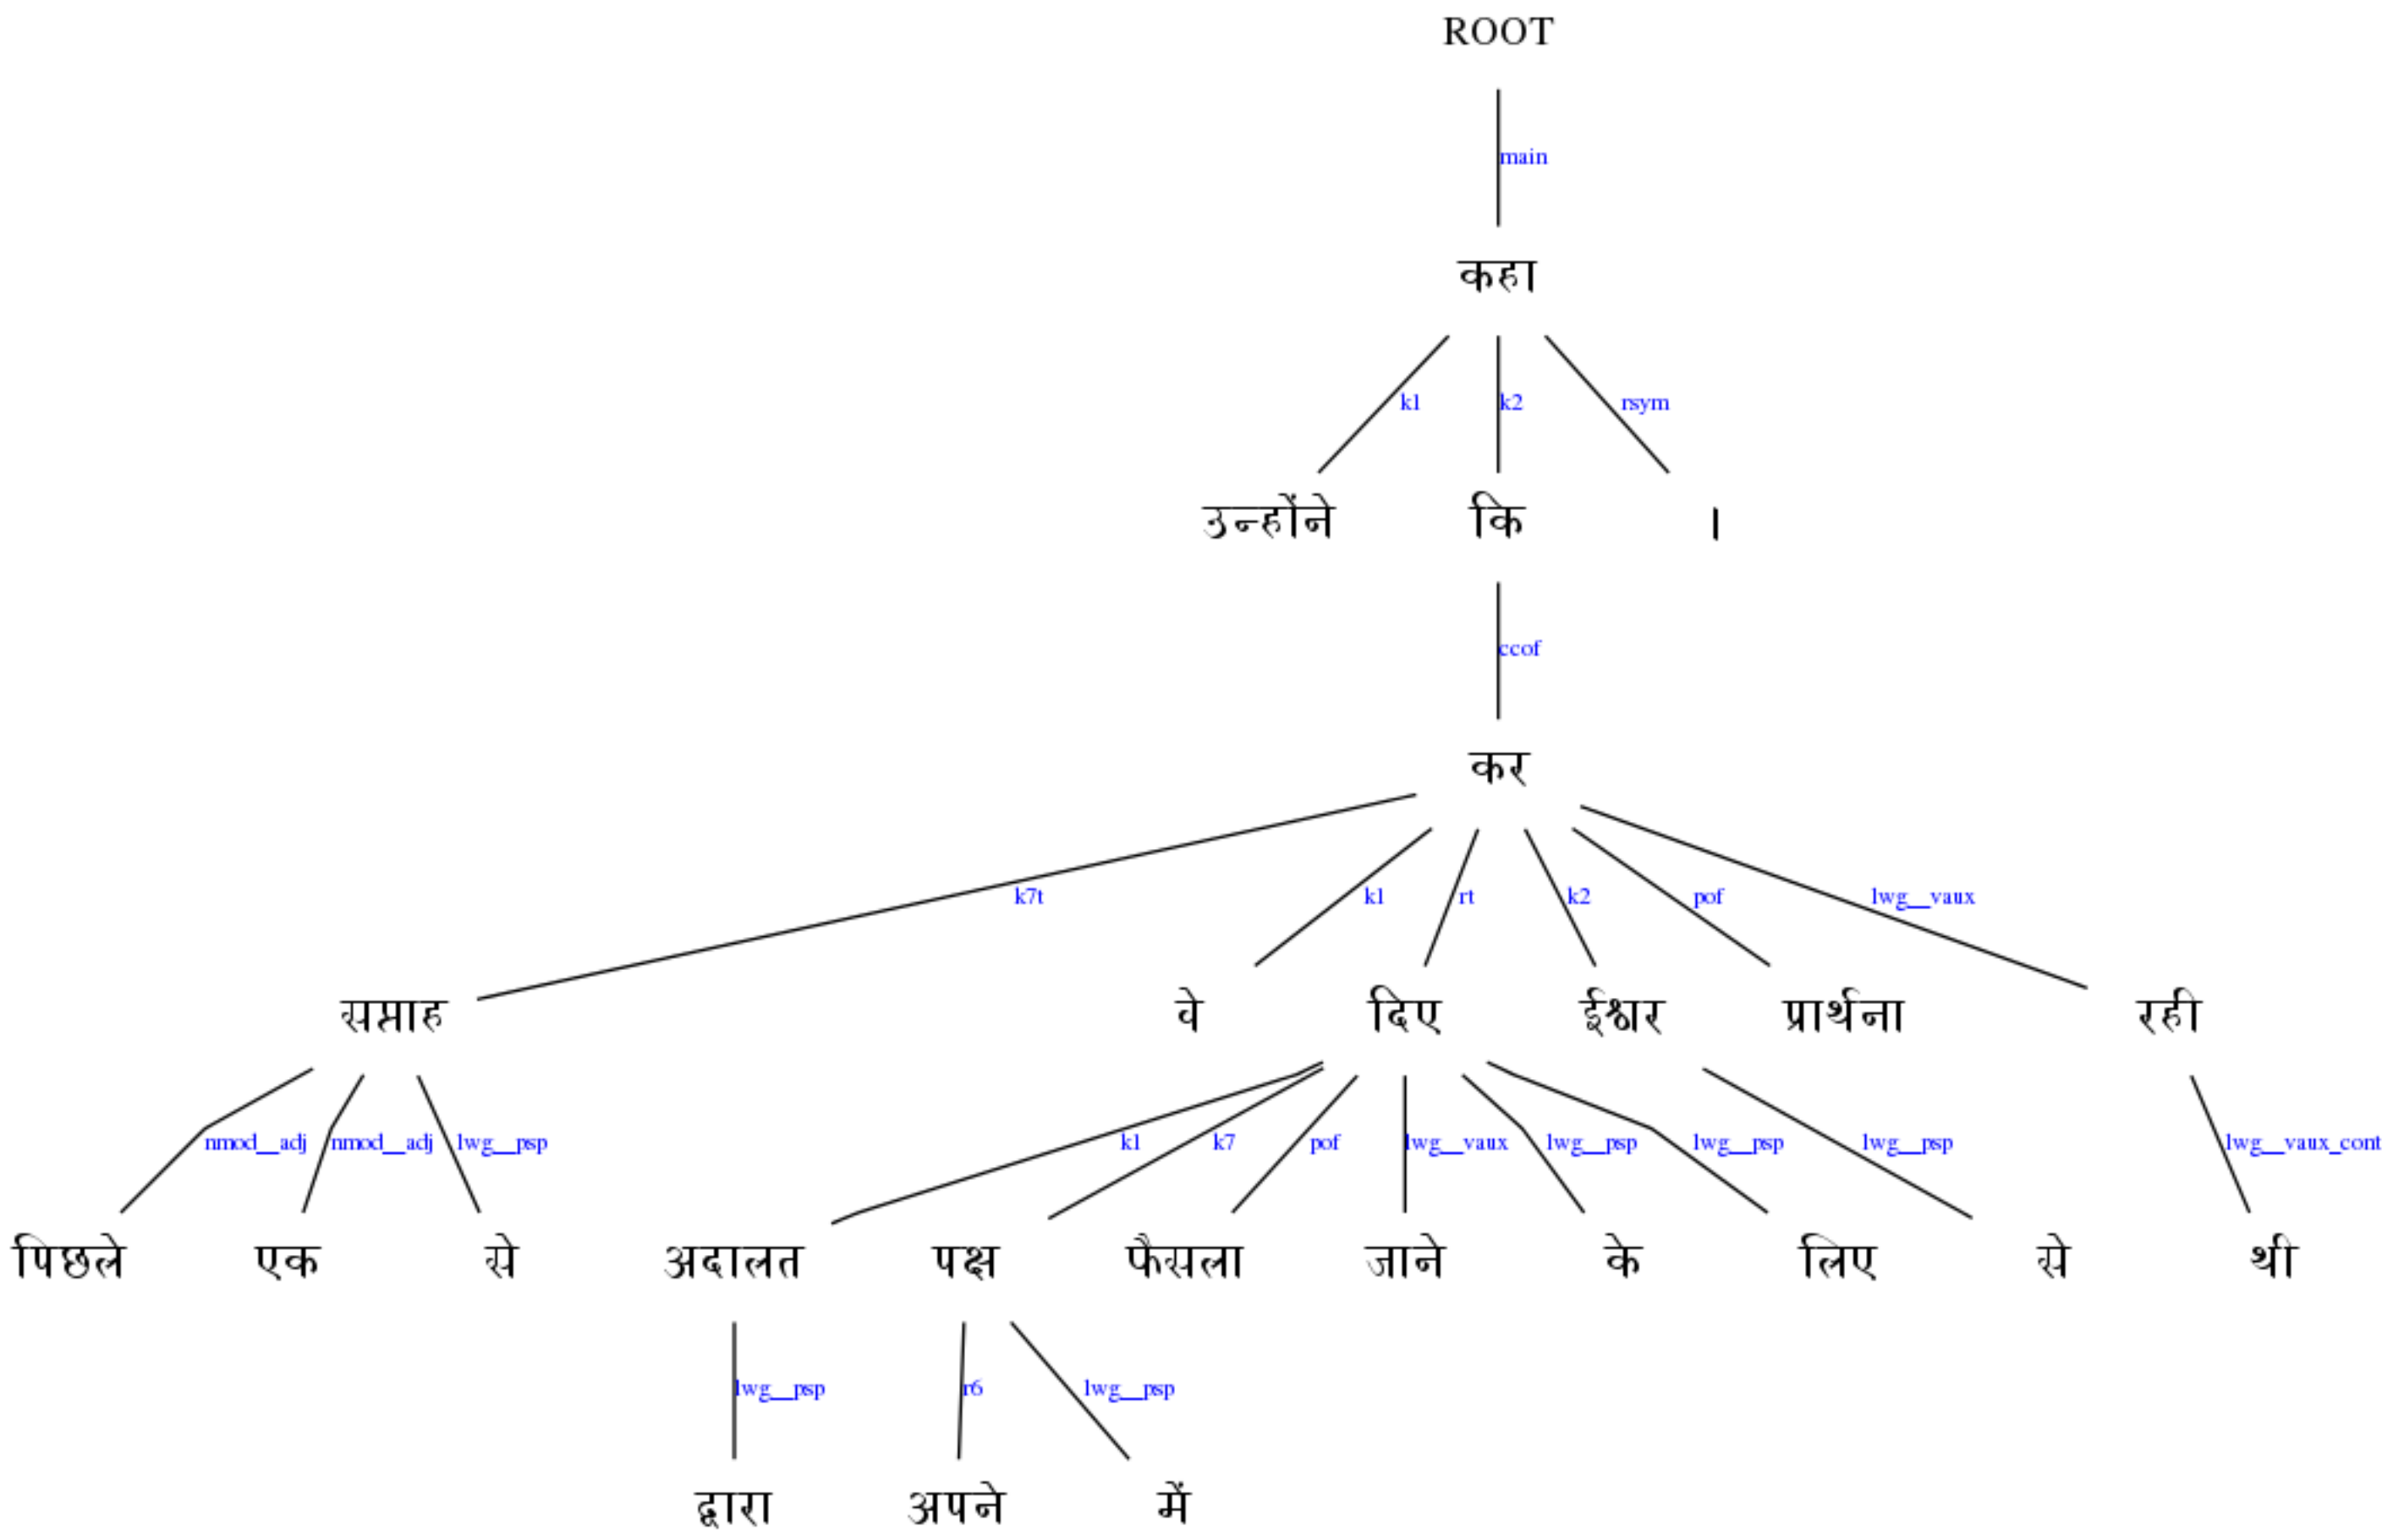 ROOT
main
कहा
k1 k2 rsym
उन्होंने कि ।
ccof
कर
k7t k1 rt k2 pof lwg__vaux
सप्ताह वे दिए ईश्वर प्रार्थना रही
nmod__adj nmod__adj lwg__psp k1 k7 pof lwg__vaux lwg__psp lwg__psp lwg__psp lwg__vaux_cont
पिछले एक से अदालत पक्ष फैसला जाने के लिए से थी
lwg__psp r6 lwg__psp
द्वारा अपने में